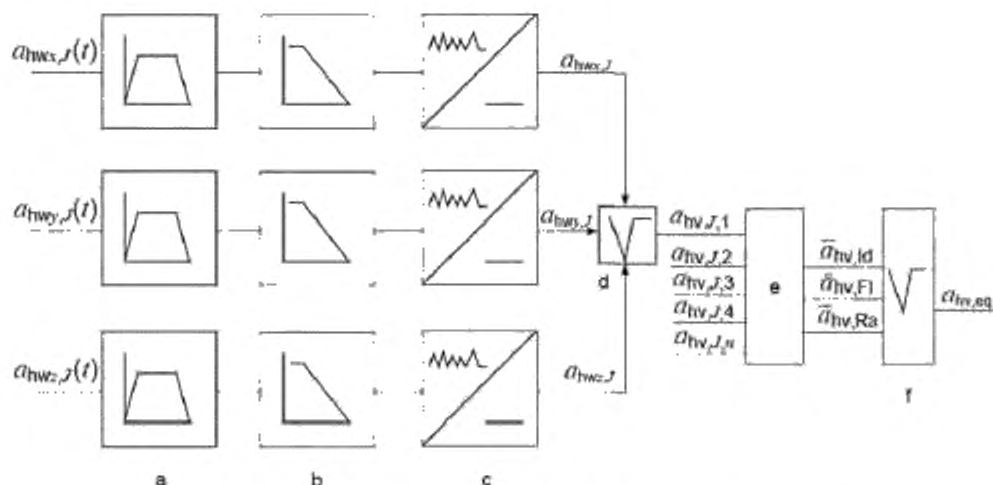 a_hwx,J(t)
a_hwx,J
a_hwy,J(t)
a_hwy,J
d
a_hv,J,1
a_hv,J,2
a_hv,J,3
a_hv,J,4
a_hv,J,n
e
ā_hv,Id
ā_hv,Fl
ā_hv,Ra
a_hv,eq
f
a_hwz,J(t)
a_hwz,J
a b c